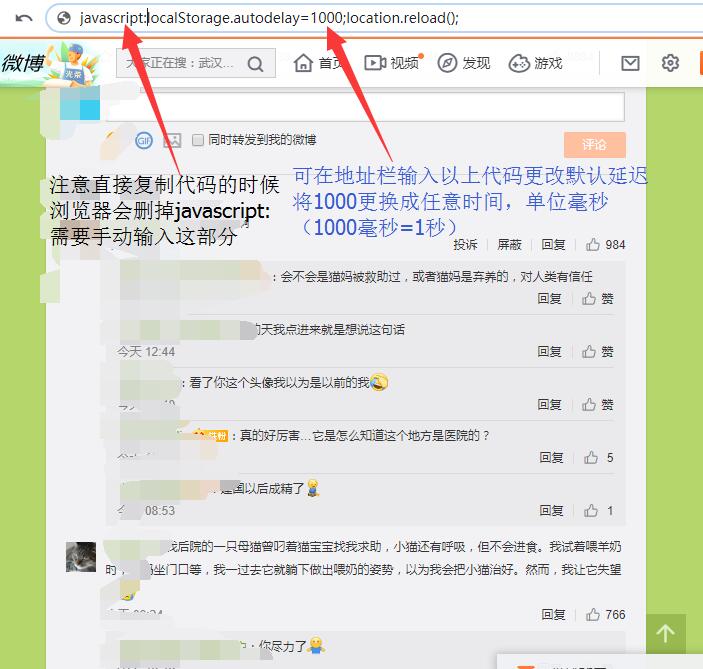 javascript:localStorage.autodelay=1000;location.reload();
微博
大家正在搜：武汉...
首页
视频
发现
游戏
GIF
同时转发到我的微博
评论
注意直接复制代码的时候
浏览器会删掉javascript:
需要手动输入这部分
可在地址栏输入以上代码更改默认延迟
将1000更换成任意时间，单位毫秒
（1000毫秒=1秒）
投诉 屏蔽 回复 984
：会不会是猫妈被救助过，或者猫妈是弃养的，对人类有信任
回复 赞
的天我点进来就是想说这句话
今天 12:44 回复 赞
：看了你这个头像我以为是以前的我
回复 赞
：真的好厉害...它是怎么知道这个地方是医院的？
回复 5
建国以后成精了
08:53 回复 1
我后院的一只母猫曾叼着猫宝宝找我求助，小猫还有呼吸，但不会进食。我试着喂羊奶
时，
坐门口等，我一过去它就躺下做出喂奶的姿势，以为我会把小猫治好。然而，我让它失望
回复 766
你尽力了